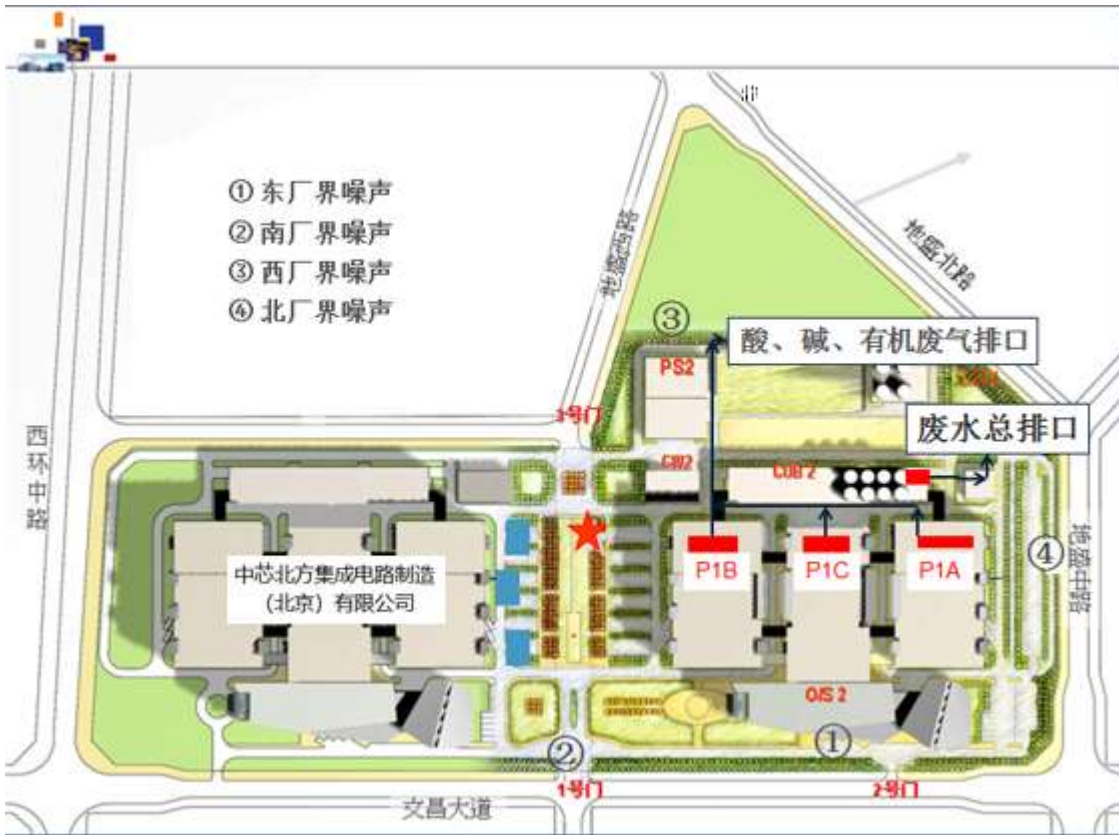 ① 东厂界噪声
② 南厂界噪声
③ 西厂界噪声
④ 北厂界噪声
地盛西路
地盛北路
③
酸、碱、有机废气排口
PS2
3号门
废水总排口
西环中路
CUB 2
中芯北方集成电路制造
（北京）有限公司
P1B
P1C
P1A
④
地盛中路
O/S 2
②
①
1号门
2号门
文昌大道